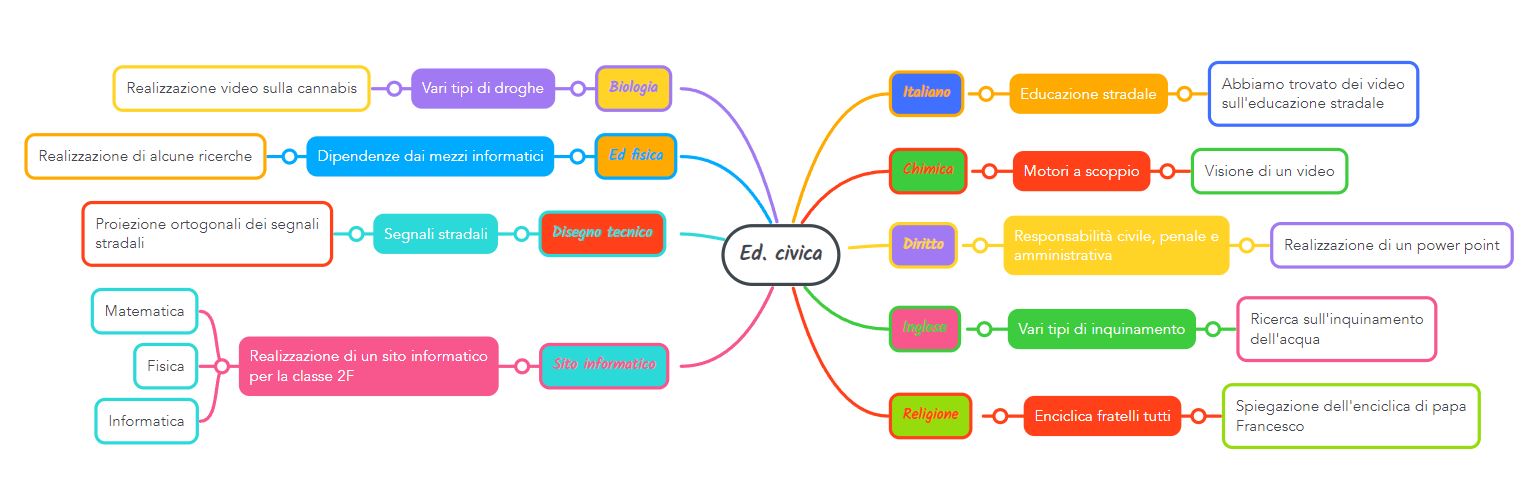 Ed. civica
Biologia
Vari tipi di droghe
Realizzazione video sulla cannabis
Ed fisica
Dipendenze dai mezzi informatici
Realizzazione di alcune ricerche
Disegno tecnico
Segnali stradali
Proiezione ortogonali dei segnali
stradali
Sito informatico
Realizzazione di un sito informatico
per la classe 2F
Matematica
Fisica
Informatica
Italiano
Educazione stradale
Abbiamo trovato dei video
sull'educazione stradale
Chimica
Motori a scoppio
Visione di un video
Diritto
Responsabilità civile, penale e
amministrativa
Realizzazione di un power point
Inglese
Vari tipi di inquinamento
Ricerca sull'inquinamento
dell'acqua
Religione
Enciclica fratelli tutti
Spiegazione dell'enciclica di papa
Francesco